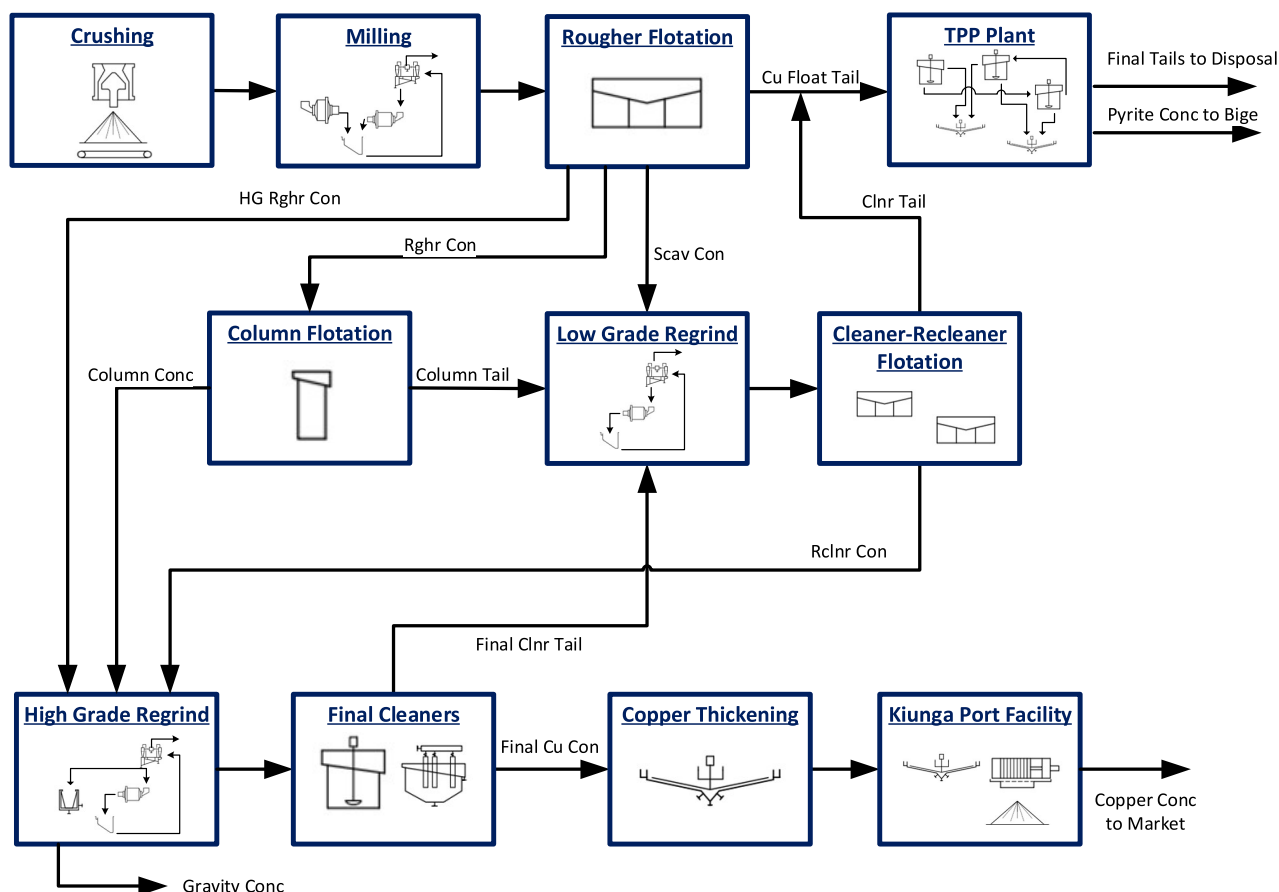 Crushing
Milling
Rougher Flotation
Cu Float Tail
TPP Plant
Final Tails to Disposal
Pyrite Conc to Bige
HG Rghr Con
Rghr Con
Scav Con
Clnr Tail
Column Flotation
Low Grade Regrind
Cleaner-Recleaner
Flotation
Column Conc
Column Tail
Rclnr Con
Final Clnr Tail
High Grade Regrind
Final Cleaners
Final Cu Con
Copper Thickening
Kiunga Port Facility
Copper Conc
to Market
Gravity Conc